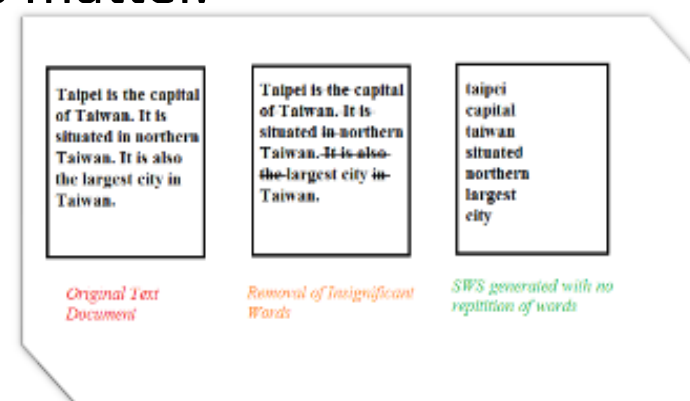 Taipei is the capital
of Taiwan. It is
situated in northern
Taiwan. It is also
the largest city in
Taiwan.
Original Text
Document
Taipei is the capital
of Taiwan. It is
situated in northern
Taiwan. It is also
the largest city in
Taiwan.
Removal of Insignificant
Words
taipei
capital
taiwan
situated
northern
largest
city
SWS generated with no
repitition of words